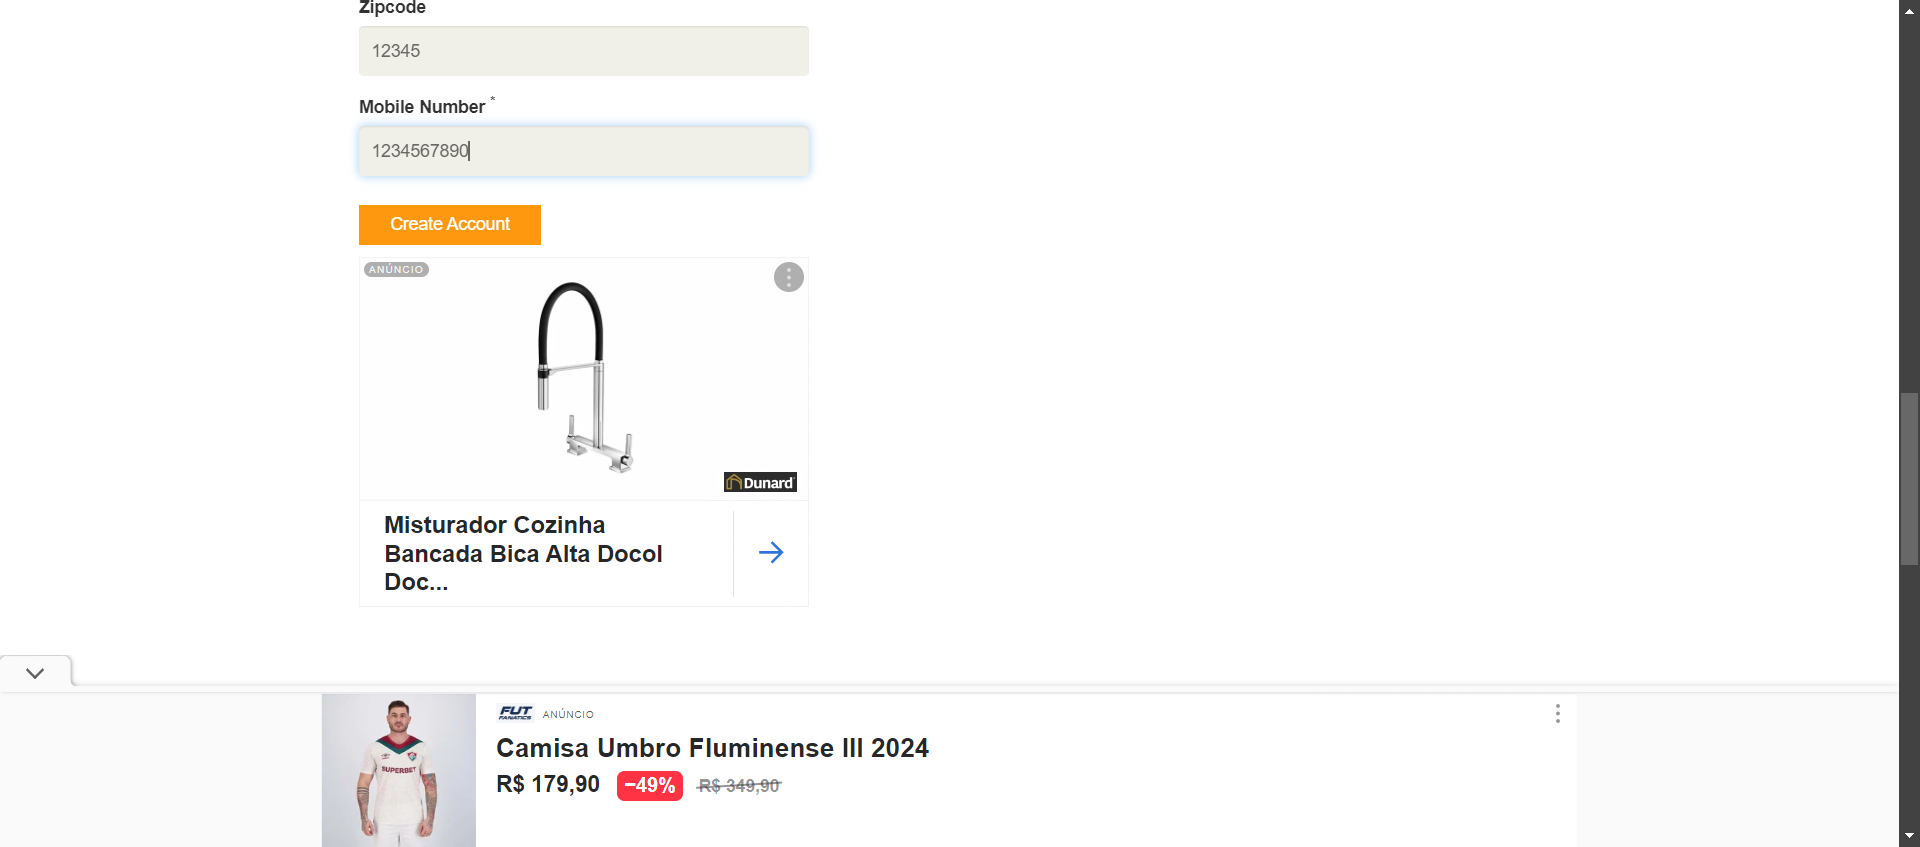 Zipcode
12345
Mobile Number *
1234567890
Create Account
ANÚNCIO
Dunard
Misturador Cozinha
Bancada Bica Alta Docol
Doc...
FUT
FANATICS
ANÚNCIO
Camisa Umbro Fluminense III 2024
R$ 179,90 −49% R$ 349,90
SUPERBET